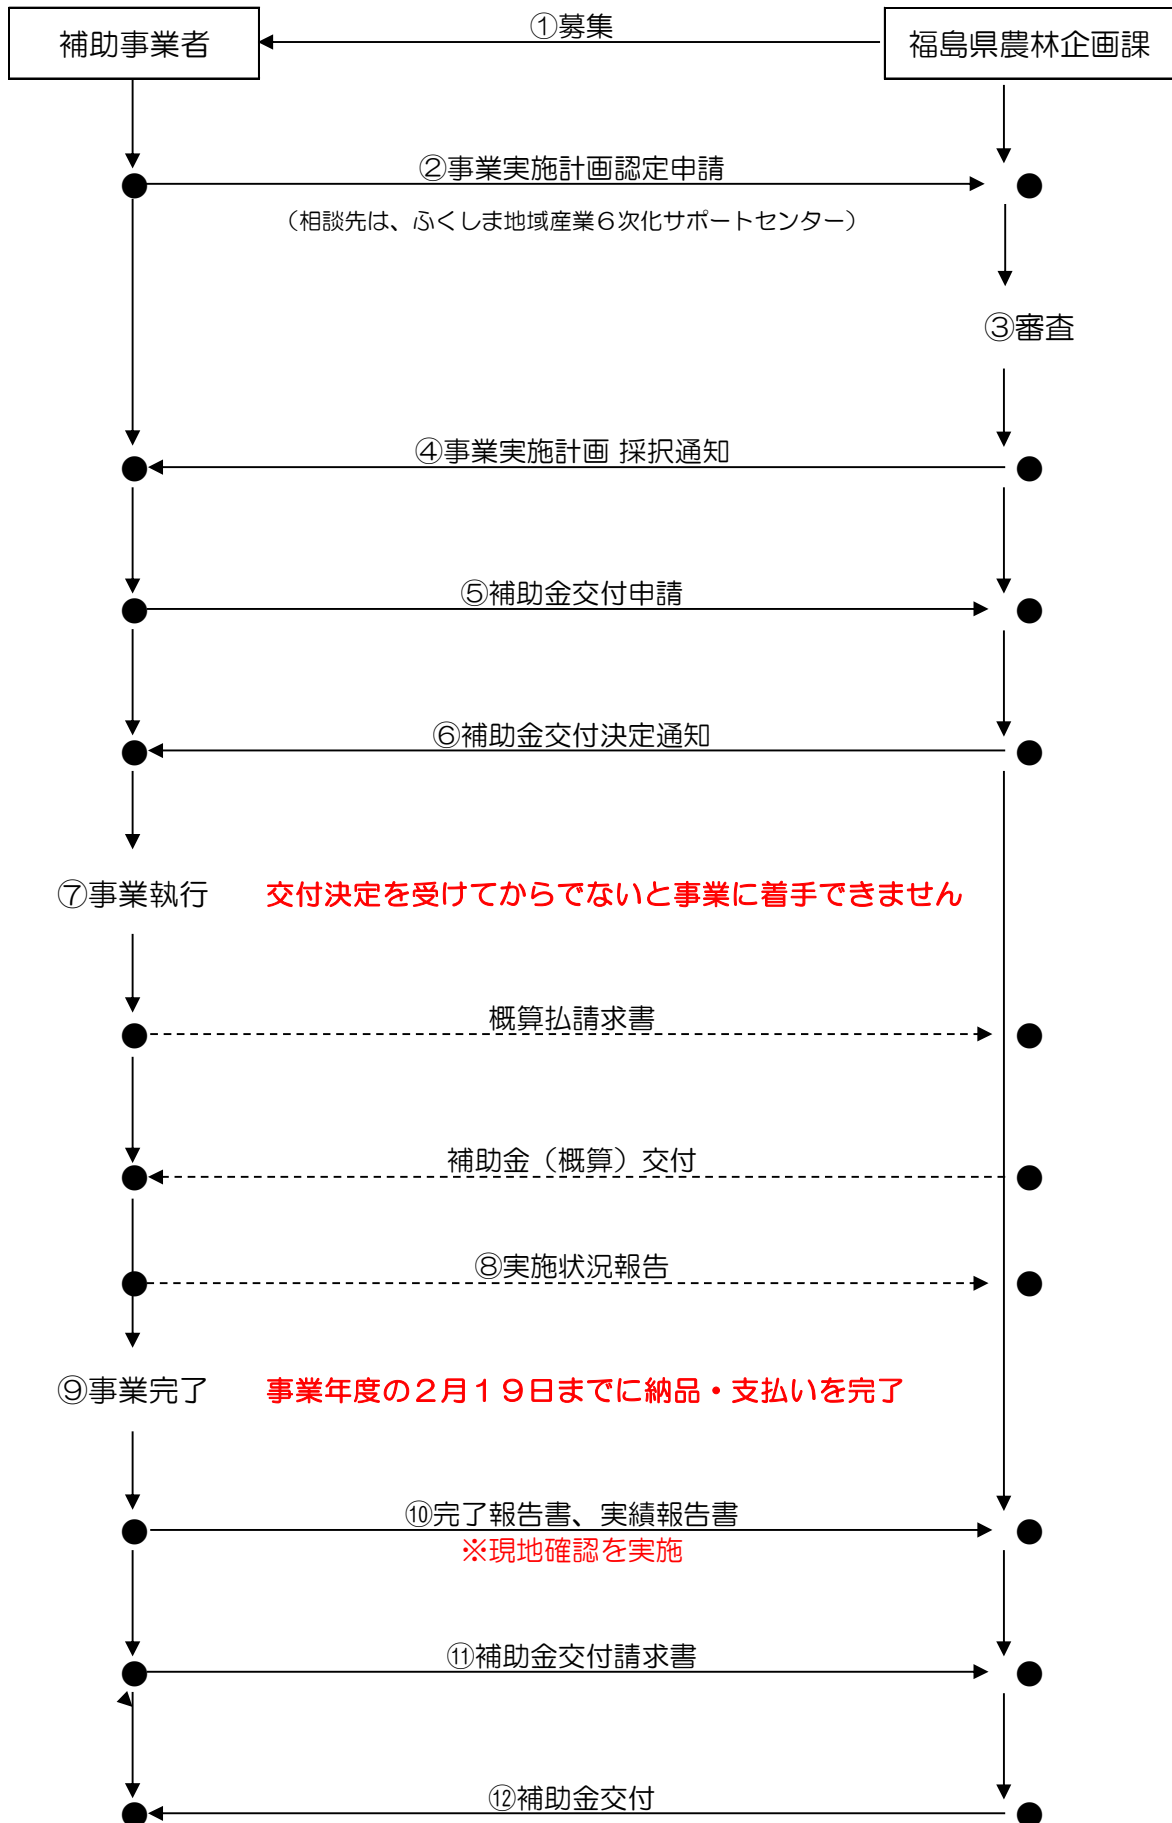 ①募集
補助事業者
福島県農林企画課
②事業実施計画認定申請
（相談先は、ふくしま地域産業６次化サポートセンター）
③審査
④事業実施計画 採択通知
⑤補助金交付申請
⑥補助金交付決定通知
⑦事業執行 交付決定を受けてからでないと事業に着手できません
概算払請求書
補助金（概算）交付
⑧実施状況報告
⑨事業完了 事業年度の２月１９日までに納品・支払いを完了
⑩完了報告書、実績報告書
※現地確認を実施
⑪補助金交付請求書
⑫補助金交付